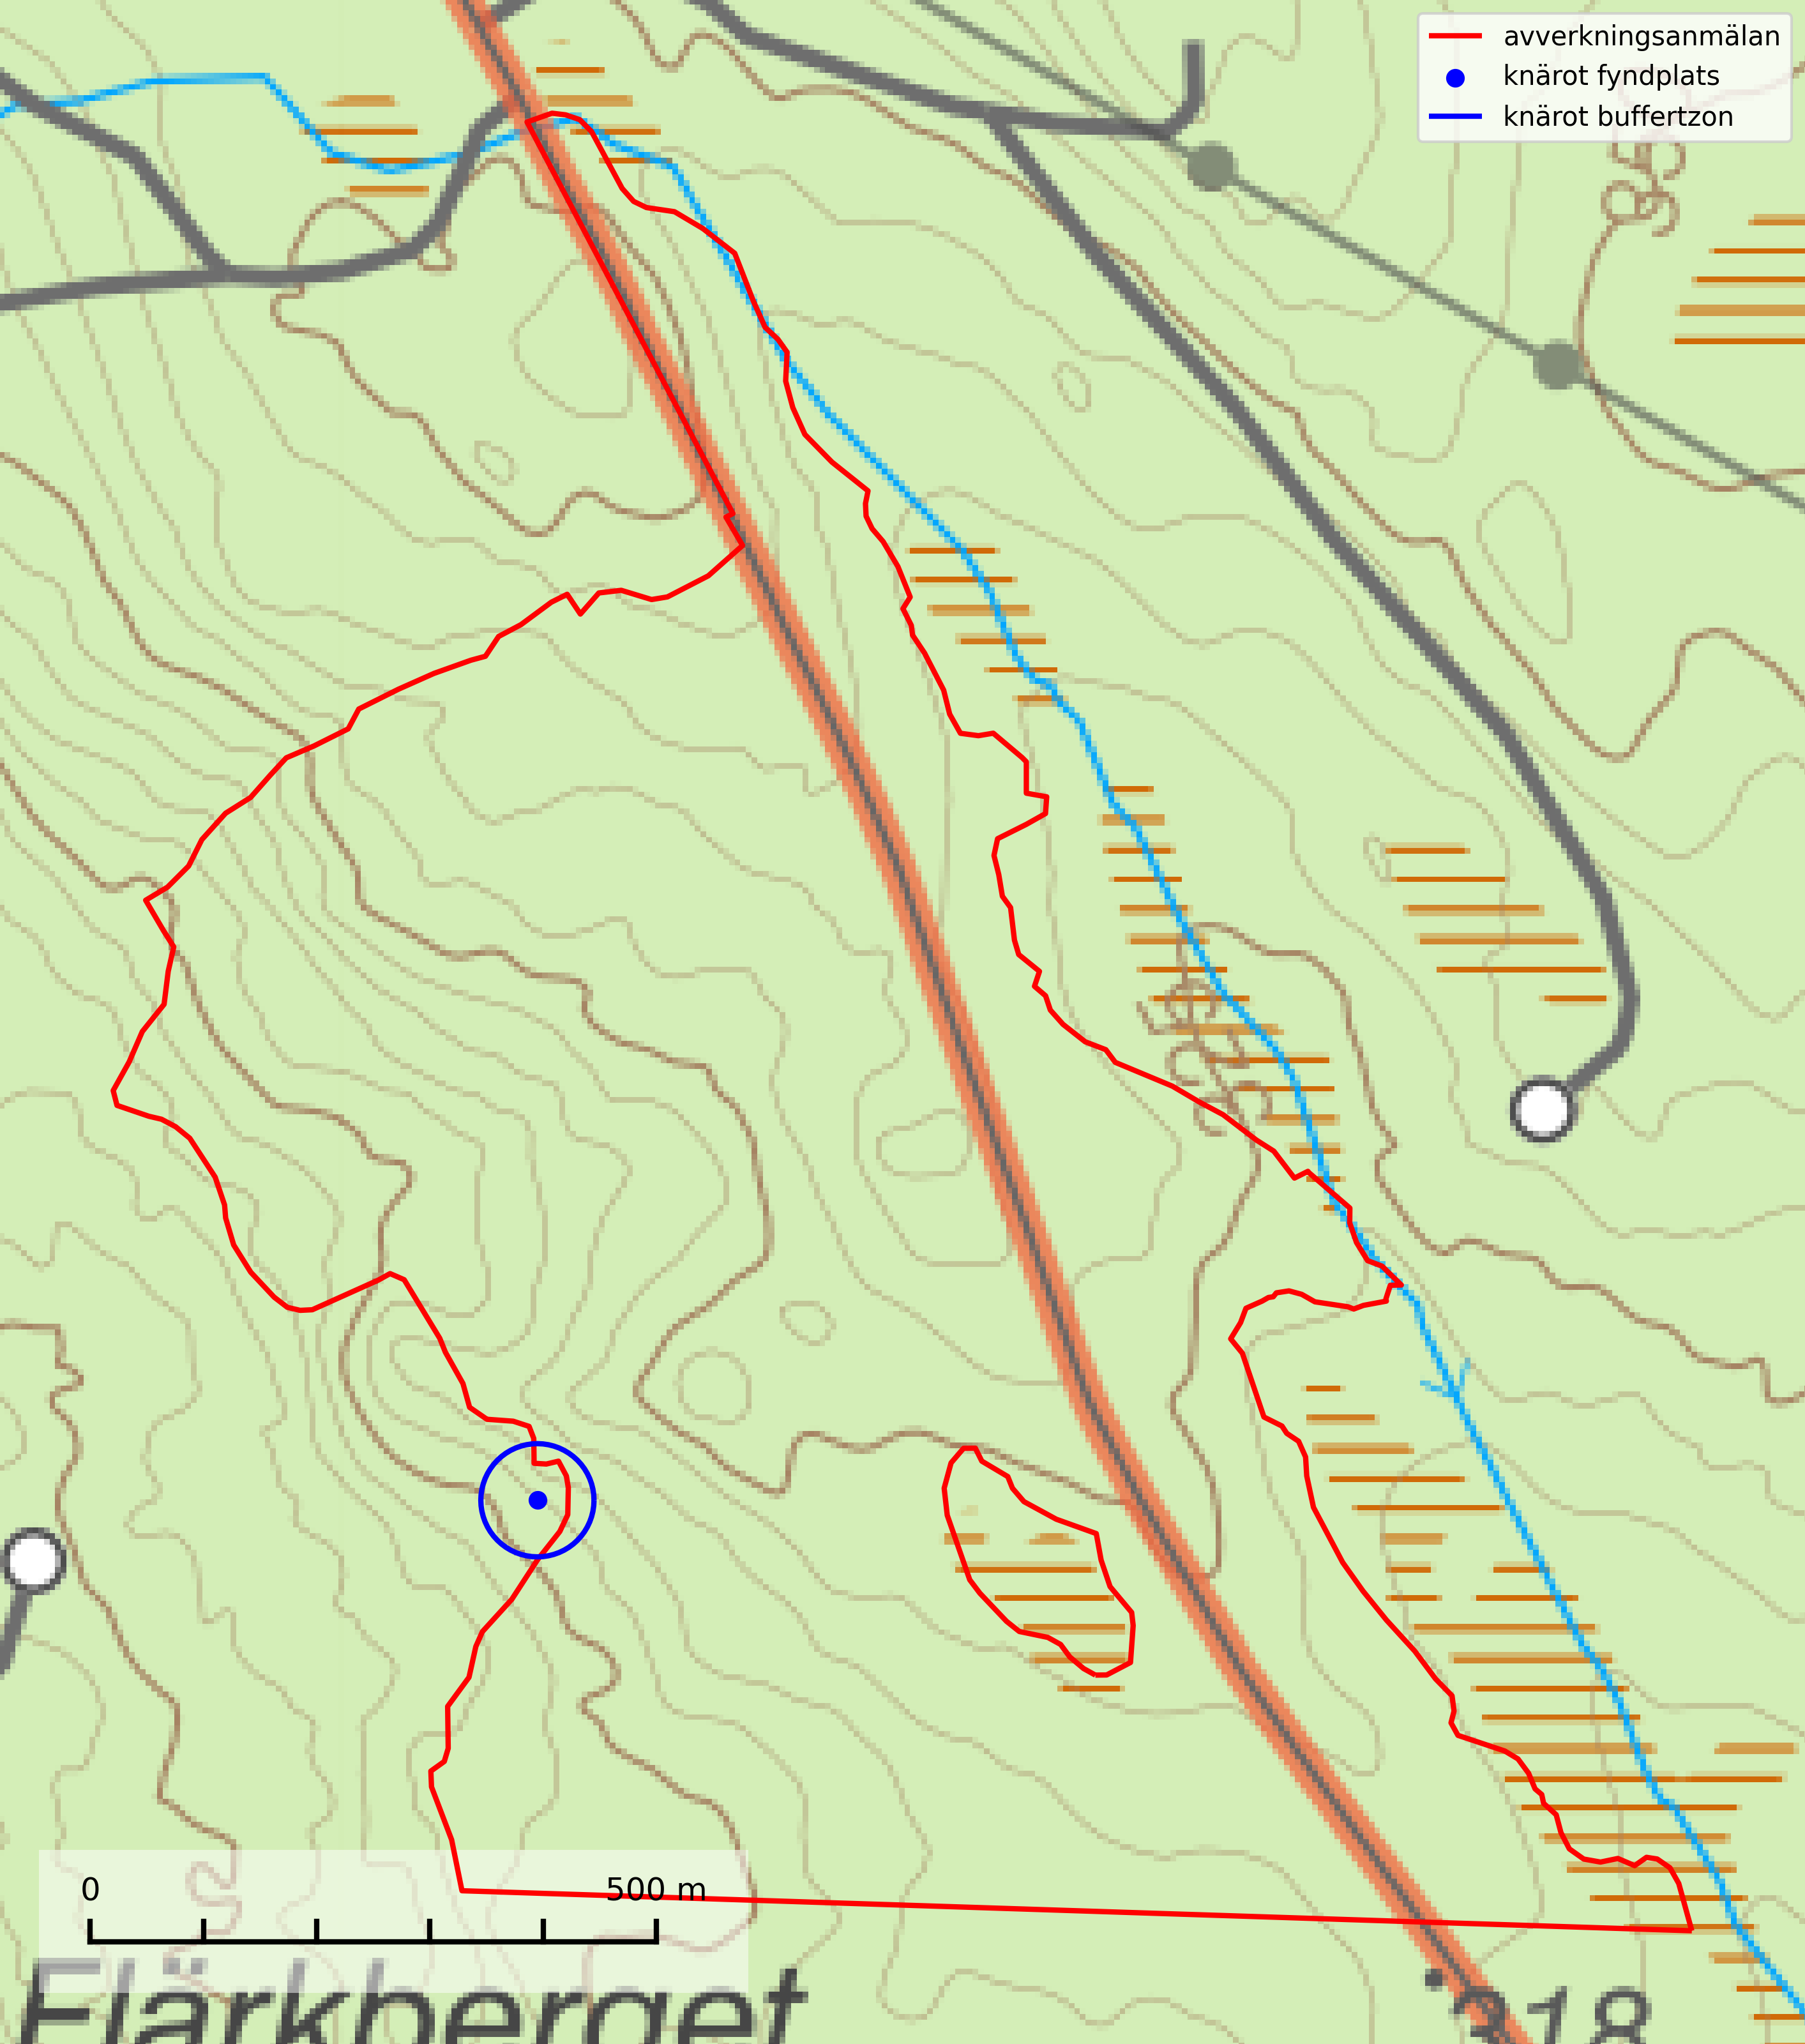 avverkningsanmälan
knärot fyndplats
knärot buffertzon
0 500 m
Flärkberget
318